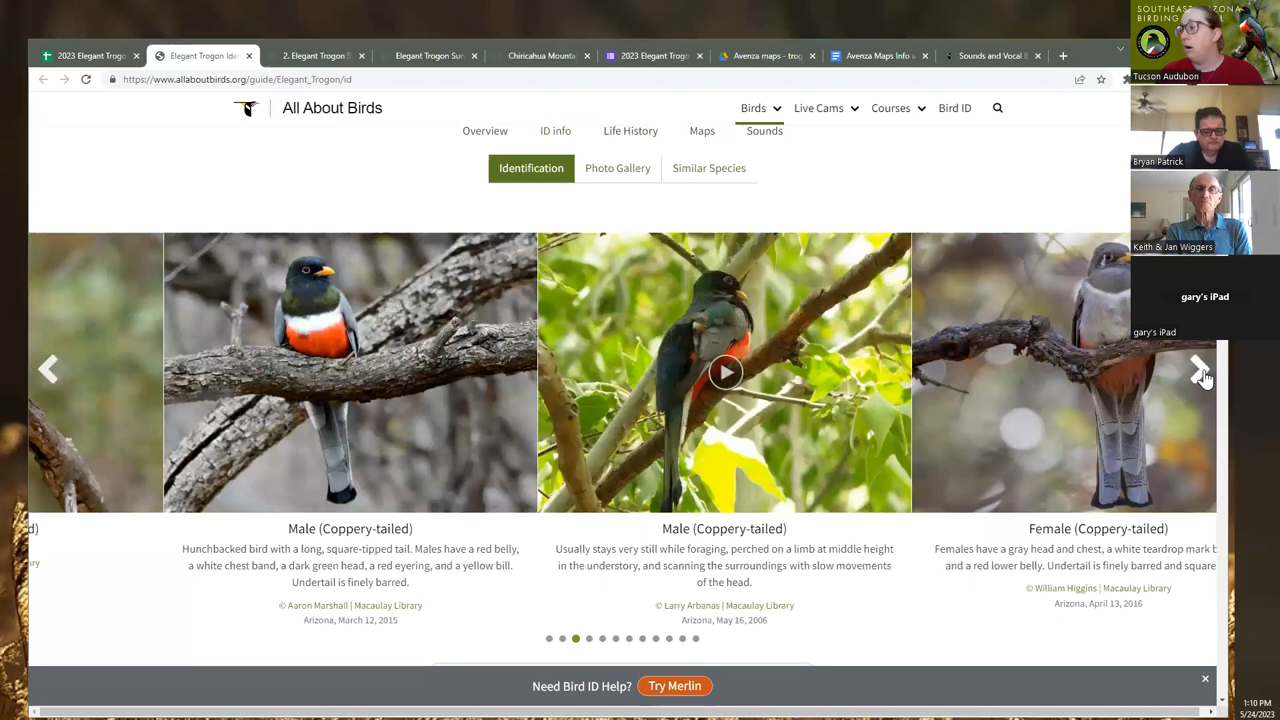 SOUTHEAST ARIZONA
BIRDING
Tucson Audubon
Bryan Patrick
Keith & Jan Wiggers
gary's iPad
gary's iPad
2023 Elegant Trogo
Elegant Trogon Ide
2. Elegant Trogon S
Elegant Trogon Sur
Chiricahua Mounta
2023 Elegant Trogo
Avenza maps - trog
Avenza Maps Info
Sounds and Vocal B
https://www.allaboutbirds.org/guide/Elegant_Trogon/id
All About Birds
Birds
Live Cams
Courses
Bird ID
Overview
ID info
Life History
Maps
Sounds
Identification
Photo Gallery
Similar Species
d)
ry
Male (Coppery-tailed)
Hunchbacked bird with a long, square-tipped tail. Males have a red belly,
a white chest band, a dark green head, a red eyering, and a yellow bill.
Undertail is finely barred.
© Aaron Marshall | Macaulay Library
Arizona, March 12, 2015
Male (Coppery-tailed)
Usually stays very still while foraging, perched on a limb at middle height
in the understory, and scanning the surroundings with slow movements
of the head.
© Larry Arbanas | Macaulay Library
Arizona, May 16, 2006
Female (Coppery-tailed)
Females have a gray head and chest, a white teardrop mark b
and a red lower belly. Undertail is finely barred and square
© William Higgins | Macaulay Library
Arizona, April 13, 2016
Need Bird ID Help?
Try Merlin
1:10 PM
5/24/2023